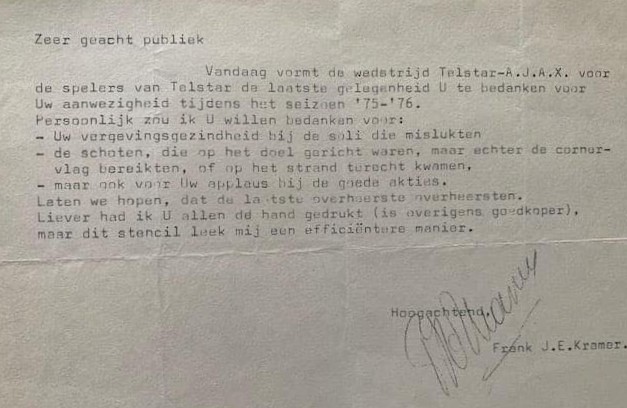 Zeer geacht publiek
Vandaag vormt de wedstrijd Telstar-A.J.A.X. voor
de spelers van Telstar de laatste gelegenheid U te bedanken voor
Uw aanwezigheid tijdens het seizoen '75-'76.
Persoonlijk zou ik U willen bedanken voor:
- Uw vergevingsgezindheid bij de soli die mislukten
- de schoten, die op het doel gericht waren, maar echter de corner-
vlag bereikten, of op het strand terecht kwamen,
- maar ook voor Uw applaus bij de goede akties.
Laten we hopen, dat de laatste overheerste overheersten.
Liever had ik U allen de hand gedrukt (is overigens goedkoper),
maar dit stencil leek mij een efficiëntere manier.
Hoogachtend,
Frank J.E.Kramer.